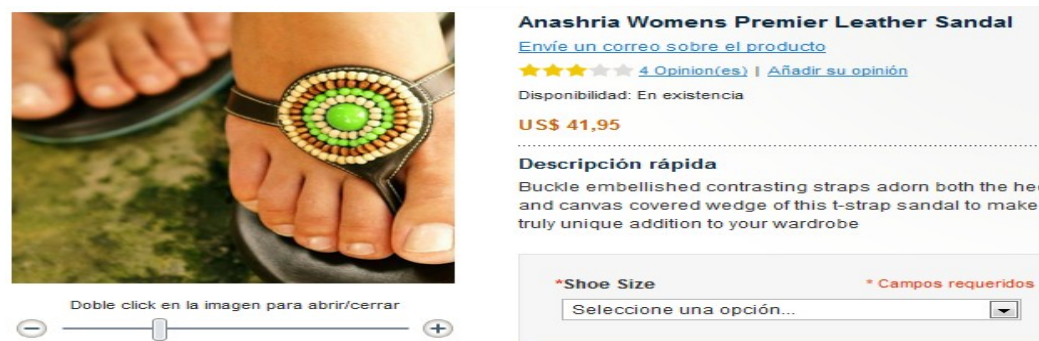 Anashria Womens Premier Leather Sandal
Envíe un correo sobre el producto
4 Opinion(es) | Añadir su opinión
Disponibilidad: En existencia
US$ 41,95
Descripción rápida
Buckle embellished contrasting straps adorn both the
and canvas covered wedge of this t-strap sandal to make
truly unique addition to your wardrobe
*Shoe Size
* Campos requeridos
Seleccione una opción...
Doble click en la imagen para abrir/cerrar